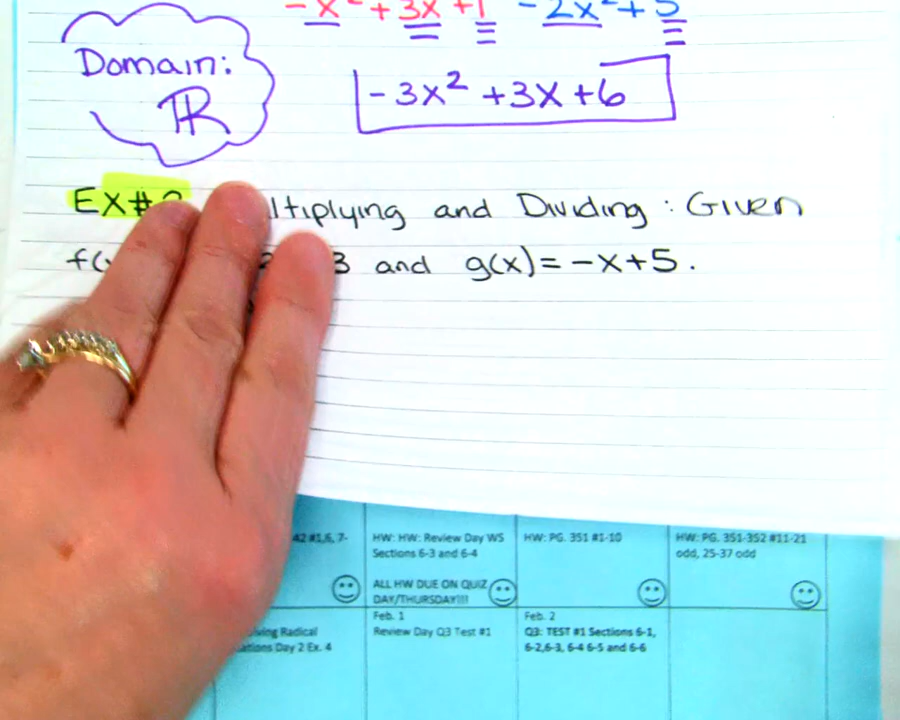 -x² + 3x + 1 - 2x² + 5
Domain:
ℝ
-3x² + 3x + 6
Ex# and Dividing : Given
f( 3 and g(x) = -x + 5.
42 #1,6, 7-
HW: HW: Review Day WS
Sections 6-3 and 6-4
ALL HW DUE ON QUIZ
DAY/THURSDAY!!!!
HW: PG. 351 #1-10
HW: PG. 351-352 #11-21
odd, 25-37 odd
Radical
Day 2 Ex. 4
Feb. 1
Review Day Q3 Test #1
Feb. 2
Q3: TEST #1 Sections 6-1,
6-2,6-3, 6-4 6-5 and 6-6